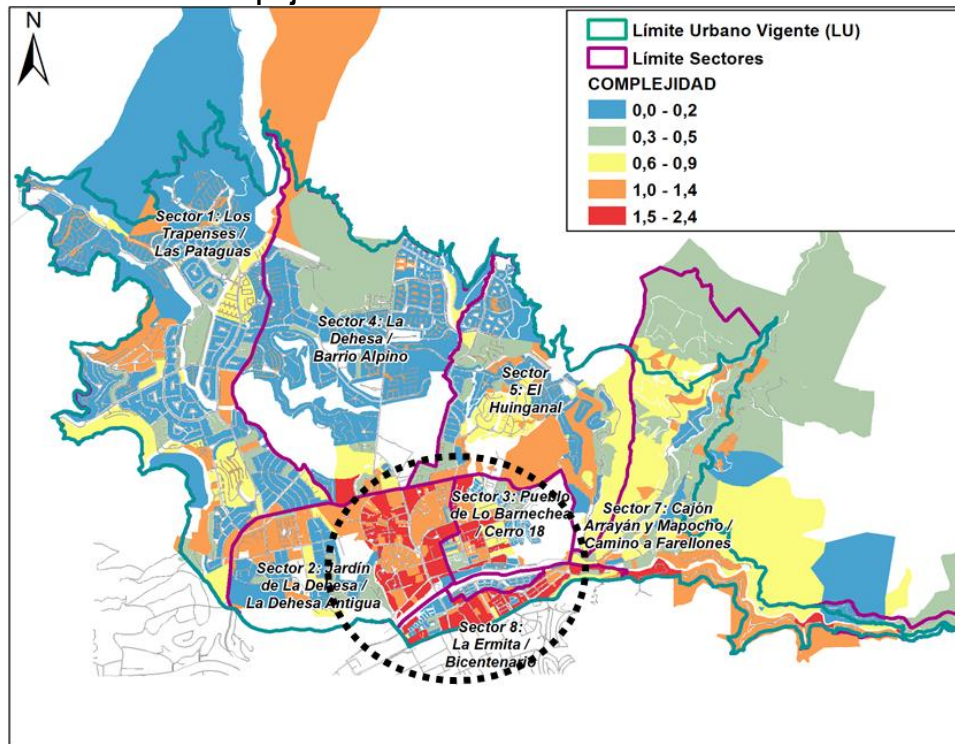 N
Límite Urbano Vigente (LU)
Límite Sectores
COMPLEJIDAD
0,0 - 0,2
0,3 - 0,5
0,6 - 0,9
1,0 - 1,4
1,5 - 2,4
Sector 1: Los
Trapenses /
Las Pataguas
Sector 4: La
Dehesa /
Barrio Alpino
Sector
5: El
Huinganal
Sector 3: Pueblo
de Lo Barnechea
/ Cerro 18
Sector 7: Cajón
Arrayán y Mapocho /
Camino a Farellones
Sector 2: Jardín
de La Dehesa /
La Dehesa Antigua
Sector 8:
La Ermita /
Bicentenario